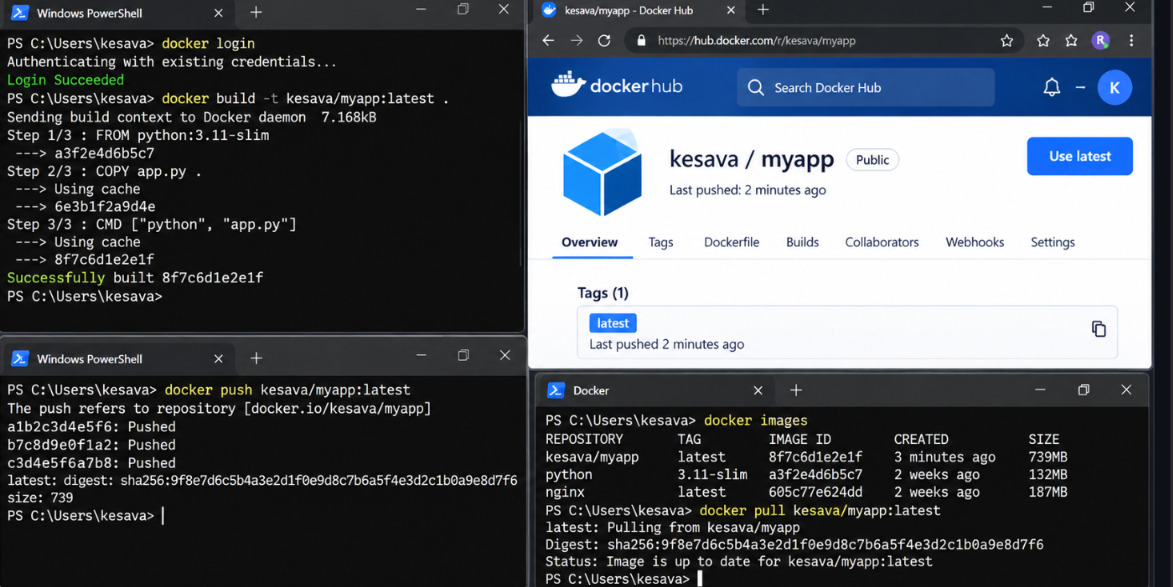 Windows PowerShell
PS C:\Users\kesava> docker login
Authenticating with existing credentials...
Login Succeeded
PS C:\Users\kesava> docker build -t kesava/myapp:latest .
Sending build context to Docker daemon  7.168kB
Step 1/3 : FROM python:3.11-slim
---> a3f2e4d6b5c7
Step 2/3 : COPY app.py .
---> Using cache
---> 6e3b1f2a9d4e
Step 3/3 : CMD ["python", "app.py"]
---> Using cache
---> 8f7c6d1e2e1f
Successfully built 8f7c6d1e2e1f
PS C:\Users\kesava>
Windows PowerShell
PS C:\Users\kesava> docker push kesava/myapp:latest
The push refers to repository [docker.io/kesava/myapp]
a1b2c3d4e5f6: Pushed
b7c8d9e0f1a2: Pushed
c3d4e5f6a7b8: Pushed
latest: digest: sha256:9f8e7d6c5b4a3e2d1f0e9d8c7b6a5f4e3d2c1b0a9e8d7f6
size: 739
PS C:\Users\kesava>
kesava/myapp - Docker Hub
https://hub.docker.com/r/kesava/myapp
R
dockerhub
Search Docker Hub
K
kesava / myapp Public
Use latest
Last pushed: 2 minutes ago
Overview Tags Dockerfile Builds Collaborators Webhooks Settings
Tags (1)
latest
Last pushed 2 minutes ago
Docker
PS C:\Users\kesava> docker images
REPOSITORY TAG IMAGE ID CREATED SIZE
kesava/myapp latest 8f7c6d1e2e1f 3 minutes ago 739MB
python 3.11-slim a3f2e4d6b5c7 2 weeks ago 132MB
nginx latest 605c77e624dd 2 weeks ago 187MB
PS C:\Users\kesava> docker pull kesava/myapp:latest
latest: Pulling from kesava/myapp
Digest: sha256:9f8e7d6c5b4a3e2d1f0e9d8c7b6a5f4e3d2c1b0a9e8d7f6
Status: Image is up to date for kesava/myapp:latest
PS C:\Users\kesava>